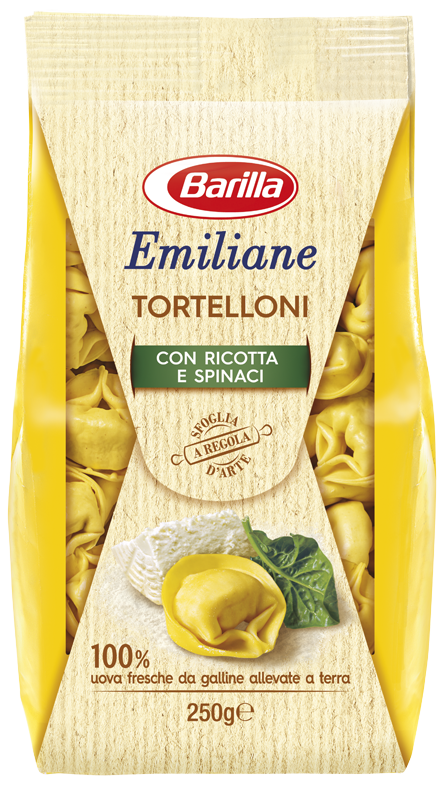 Barilla
Emiliane
TORTELLONI
CON RICOTTA
E SPINACI
SFOGLIA
A REGOLA
D'ARTE
100%
uova fresche da galline allevate a terra
250g℮